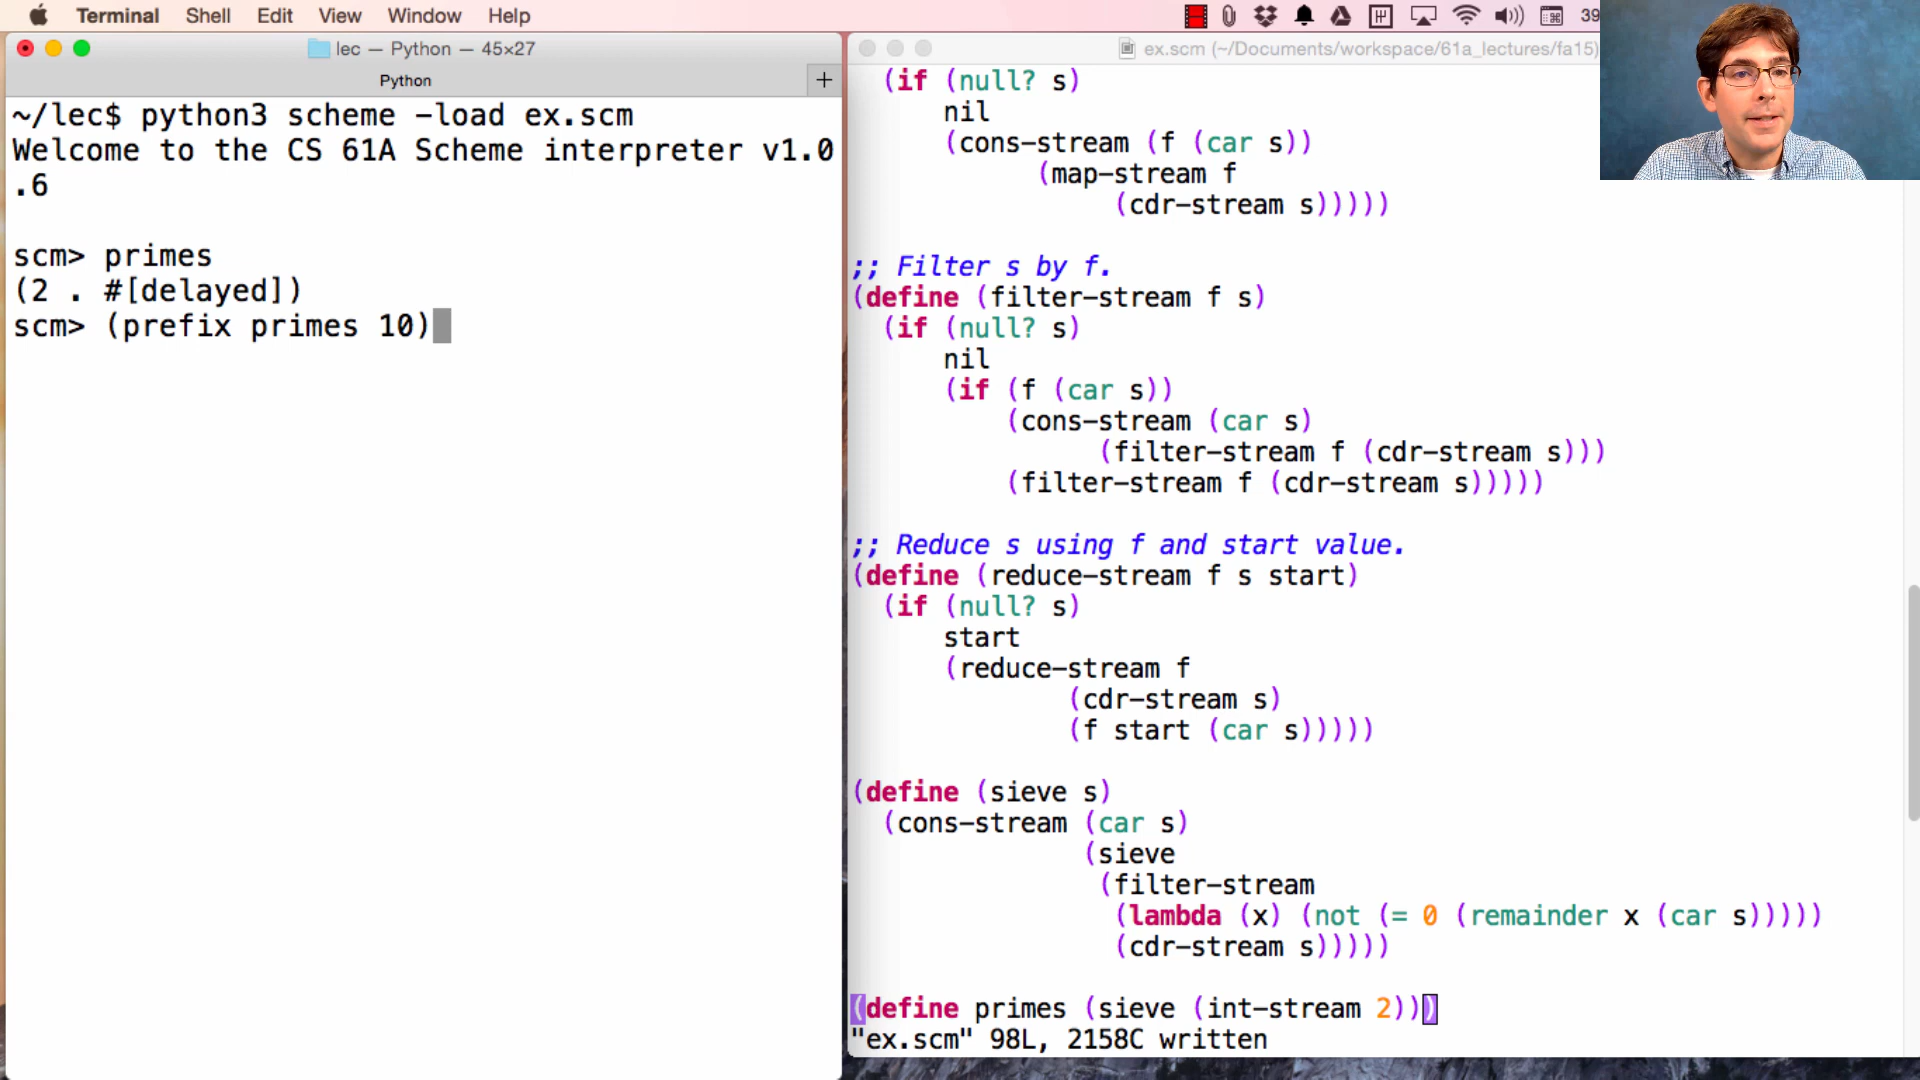 Terminal Shell Edit View Window Help 39
lec — Python — 45×27
Python
+
~/lec$ python3 scheme -load ex.scm
Welcome to the CS 61A Scheme interpreter v1.0
.6
scm> primes
(2 . #[delayed])
scm> (prefix primes 10)
ex.scm (~/Documents/workspace/61a_lectures/fa15)
(if (null? s)
nil
(cons-stream (f (car s))
(map-stream f
(cdr-stream s)))))
;; Filter s by f.
(define (filter-stream f s)
(if (null? s)
nil
(if (f (car s))
(cons-stream (car s)
(filter-stream f (cdr-stream s)))
(filter-stream f (cdr-stream s)))))
;; Reduce s using f and start value.
(define (reduce-stream f s start)
(if (null? s)
start
(reduce-stream f
(cdr-stream s)
(f start (car s)))))
(define (sieve s)
(cons-stream (car s)
(sieve
(filter-stream
(lambda (x) (not (= 0 (remainder x (car s)))))
(cdr-stream s)))))
(define primes (sieve (int-stream 2)))
"ex.scm" 98L, 2158C written